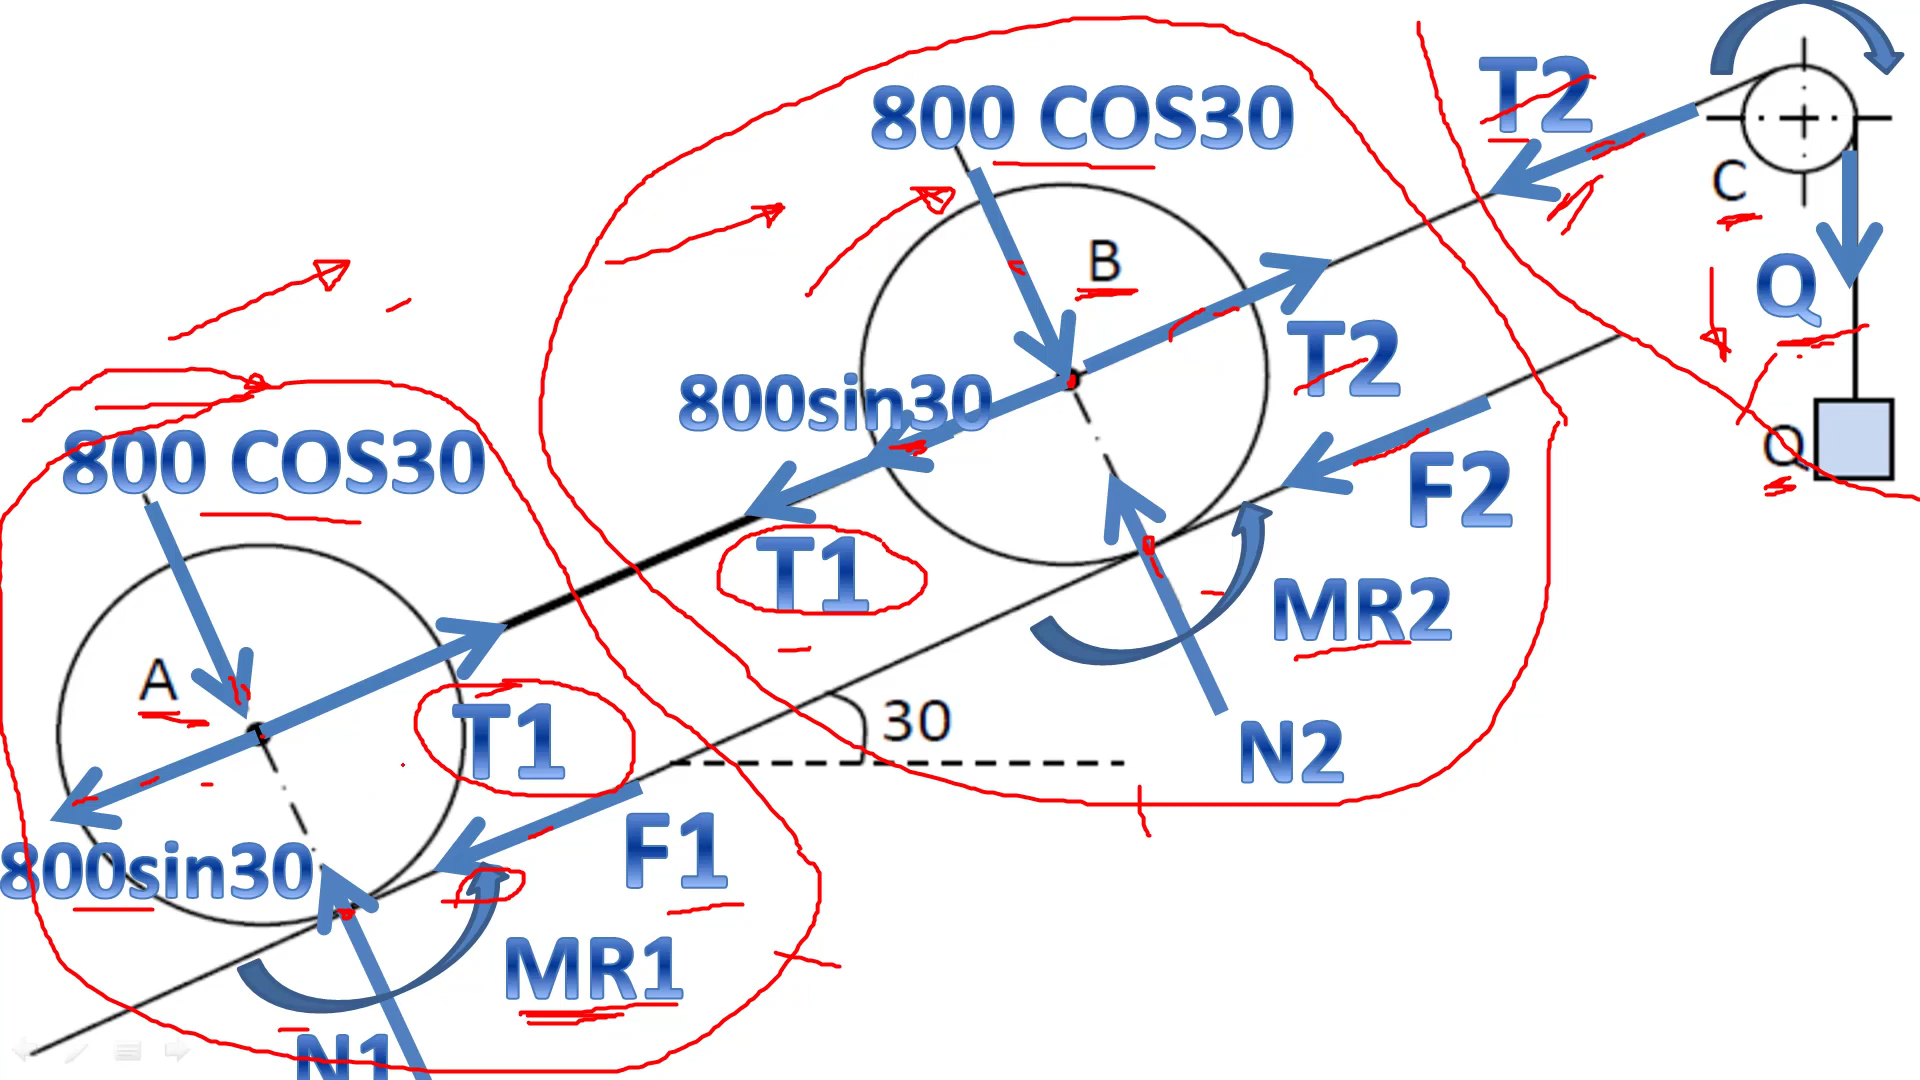 T2
800 COS30
C
B
Q
T2
800sin30
800 COS30
Q
F2
T1
MR2
A
30
T1
N2
F1
800sin30
MR1
N1